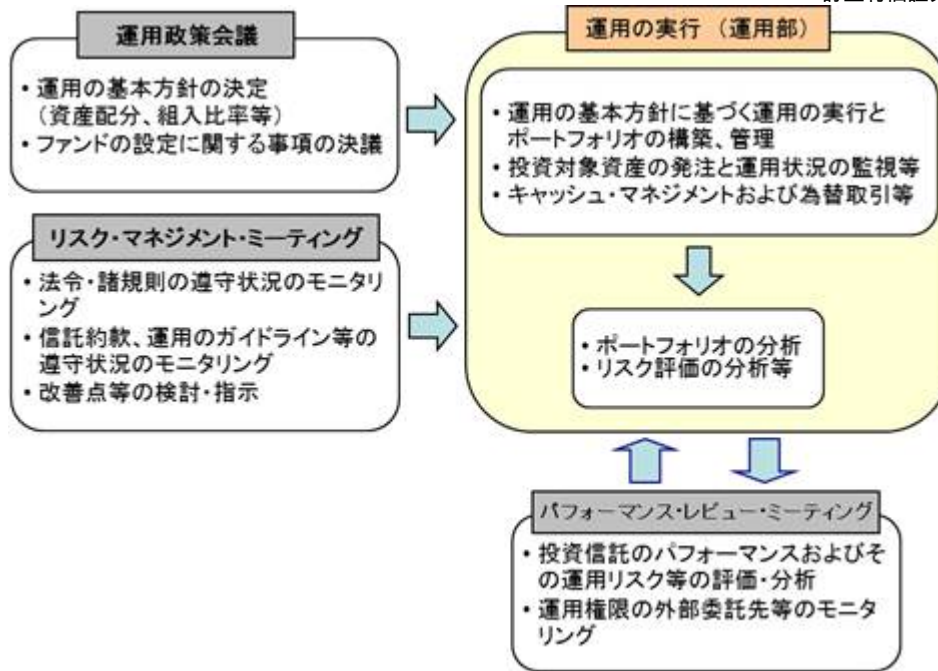 運用政策会議
・運用の基本方針の決定
（資産配分、組入比率等）
・ファンドの設定に関する事項の決議
リスク・マネジメント・ミーティング
・法令・諸規則の遵守状況のモニタリ
ング
・信託約款、運用のガイドライン等の
遵守状況のモニタリング
・改善点等の検討・指示
運用の実行 （運用部）
・運用の基本方針に基づく運用の実行と
ポートフォリオの構築、管理
・投資対象資産の発注と運用状況の監視等
・キャッシュ・マネジメントおよび為替取引等
・ポートフォリオの分析
・リスク評価の分析等
パフォーマンス・レビュー・ミーティング
・投資信託のパフォーマンスおよびそ
の運用リスク等の評価・分析
・運用権限の外部委託先等のモニタ
リング